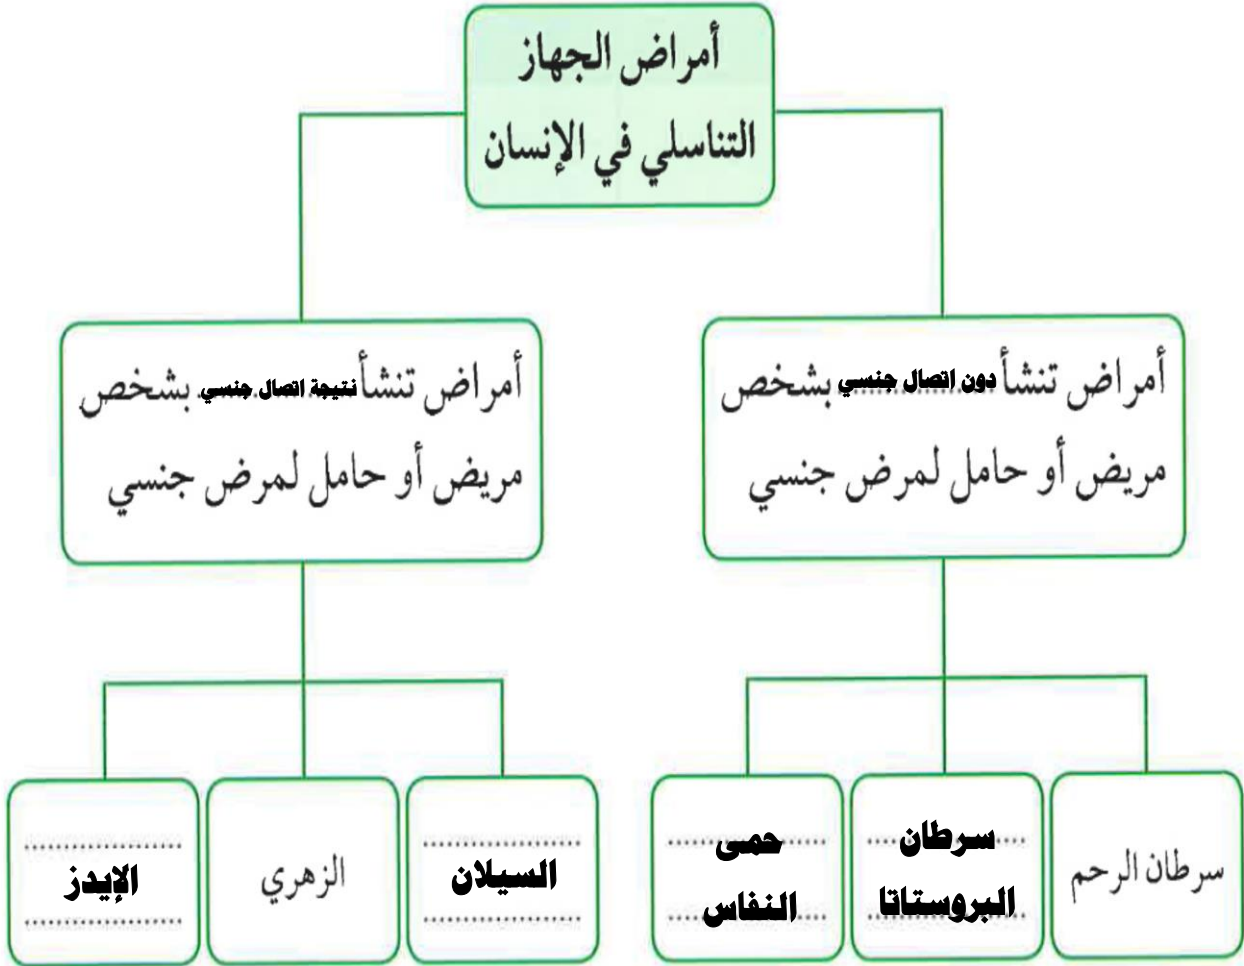 أمراض الجهاز
التناسلي في الإنسان
أمراض تنشأ دون اتصال جنسي بشخص
مريض أو حامل لمرض جنسي
أمراض تنشأ نتيجة اتصال جنسي بشخص
مريض أو حامل لمرض جنسي
سرطان الرحم
سرطان
البروستاتا
حمى
النفاس
السيلان
الزهري
الإيدز